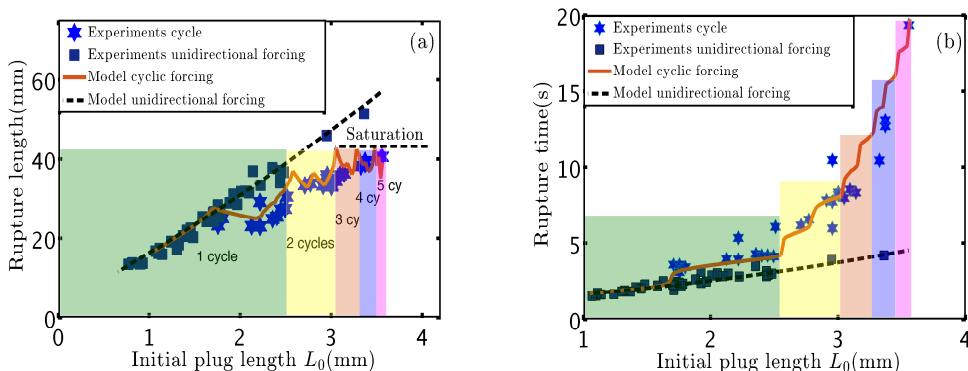 Experiments cycle
Experiments unidirectional forcing
Model cyclic forcing
Model unidirectional forcing
(a)
Saturation
1 cycle
2 cycles
3 cy
4 cy
5 cy
Rupture length(mm)
0
20
40
60
0
1
2
3
4
Initial plug length L₀(mm)
Experiments cycle
Experiments unidirectional forcing
Model cyclic forcing
Model unidirectional forcing
(b)
Rupture time(s)
0
5
10
15
20
1
2
3
4
Initial plug length L₀(mm)